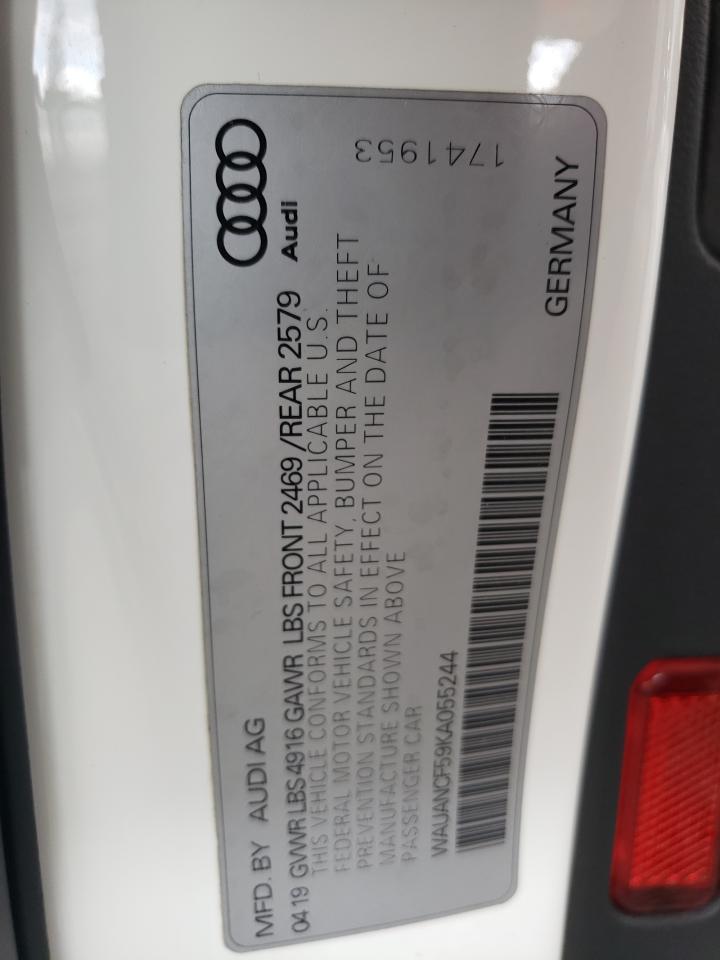 MFD. BY AUDI AG
04 19 GVWR LBS 4916 GAWR LBS FRONT 2469 /REAR 2579
THIS VEHICLE CONFORMS TO ALL APPLICABLE U.S.
FEDERAL MOTOR VEHICLE SAFETY, BUMPER AND THEFT
PREVENTION STANDARDS IN EFFECT ON THE DATE OF
MANUFACTURE SHOWN ABOVE
PASSENGER CAR
WAUANCF59KA055244
Audi
1741953
GERMANY